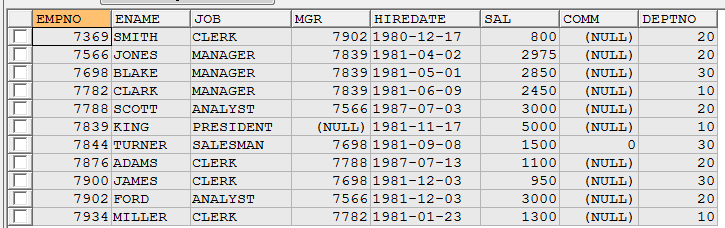 EMPNO ENAME JOB MGR HIREDATE SAL COMM DEPTNO
7369 SMITH CLERK 7902 1980-12-17 800 (NULL) 20
7566 JONES MANAGER 7839 1981-04-02 2975 (NULL) 20
7698 BLAKE MANAGER 7839 1981-05-01 2850 (NULL) 30
7782 CLARK MANAGER 7839 1981-06-09 2450 (NULL) 10
7788 SCOTT ANALYST 7566 1987-07-03 3000 (NULL) 20
7839 KING PRESIDENT (NULL) 1981-11-17 5000 (NULL) 10
7844 TURNER SALESMAN 7698 1981-09-08 1500 0 30
7876 ADAMS CLERK 7788 1987-07-13 1100 (NULL) 20
7900 JAMES CLERK 7698 1981-12-03 950 (NULL) 30
7902 FORD ANALYST 7566 1981-12-03 3000 (NULL) 20
7934 MILLER CLERK 7782 1981-01-23 1300 (NULL) 10